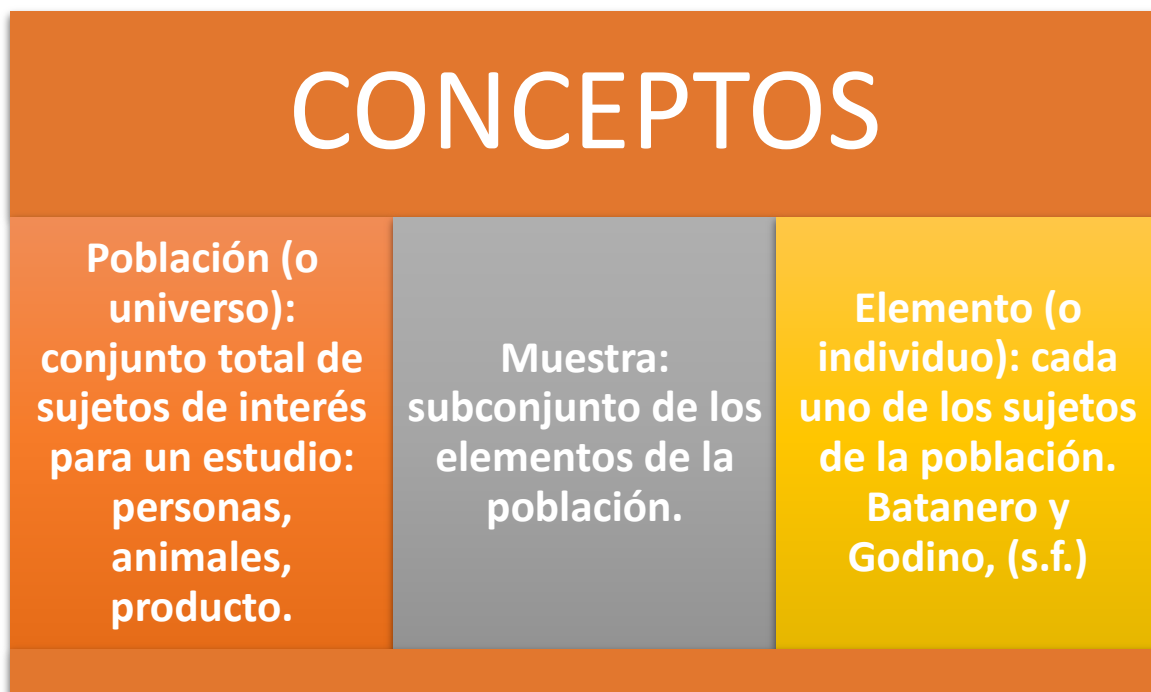 CONCEPTOS
Población (o
universo):
conjunto total de
sujetos de interés
para un estudio:
personas,
animales,
producto.
Muestra:
subconjunto de los
elementos de la
población.
Elemento (o
individuo): cada
uno de los sujetos
de la población.
Batanero y
Godino, (s.f.)